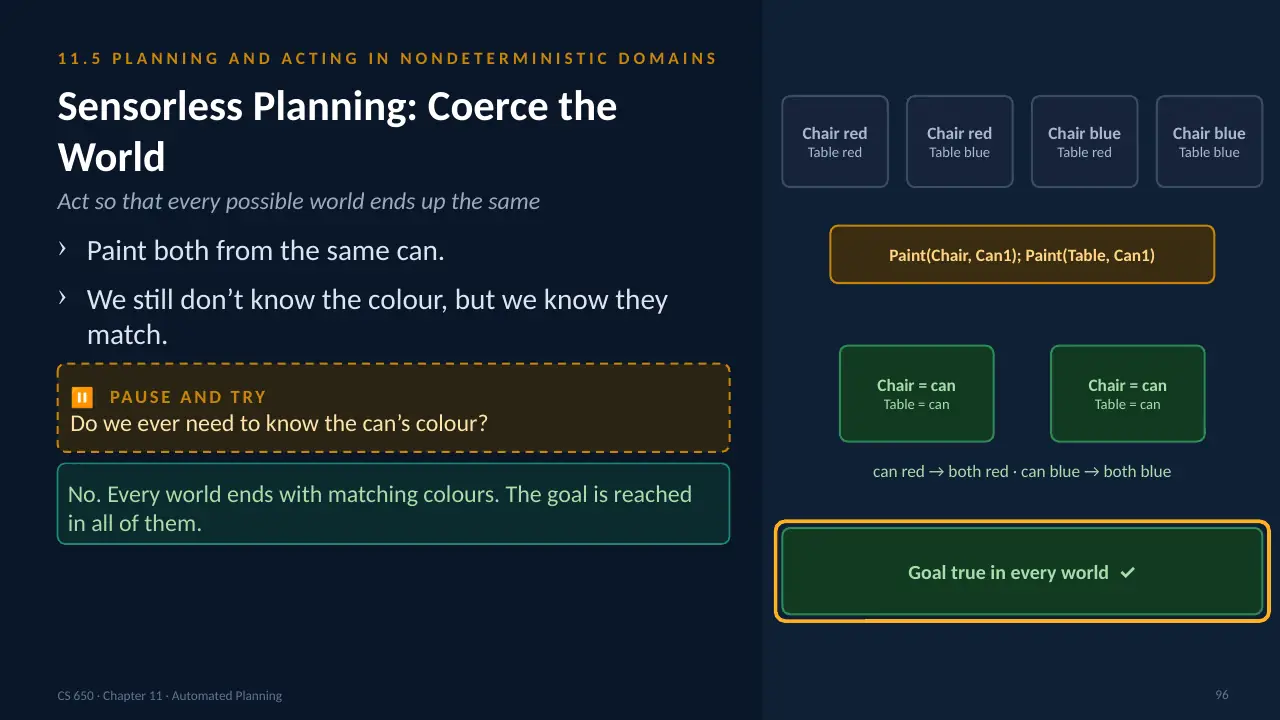 11.5 PLANNING AND ACTING IN NONDETERMINISTIC DOMAINS
Sensorless Planning: Coerce the
World
Act so that every possible world ends up the same
› Paint both from the same can.
› We still don’t know the colour, but we know they
match.
⏸ PAUSE AND TRY
Do we ever need to know the can’s colour?
No. Every world ends with matching colours. The goal is reached
in all of them.
Chair red
Table red
Chair red
Table blue
Chair blue
Table red
Chair blue
Table blue
Paint(Chair, Can1); Paint(Table, Can1)
Chair = can
Table = can
Chair = can
Table = can
can red → both red · can blue → both blue
Goal true in every world ✓
CS 650 · Chapter 11 · Automated Planning
96